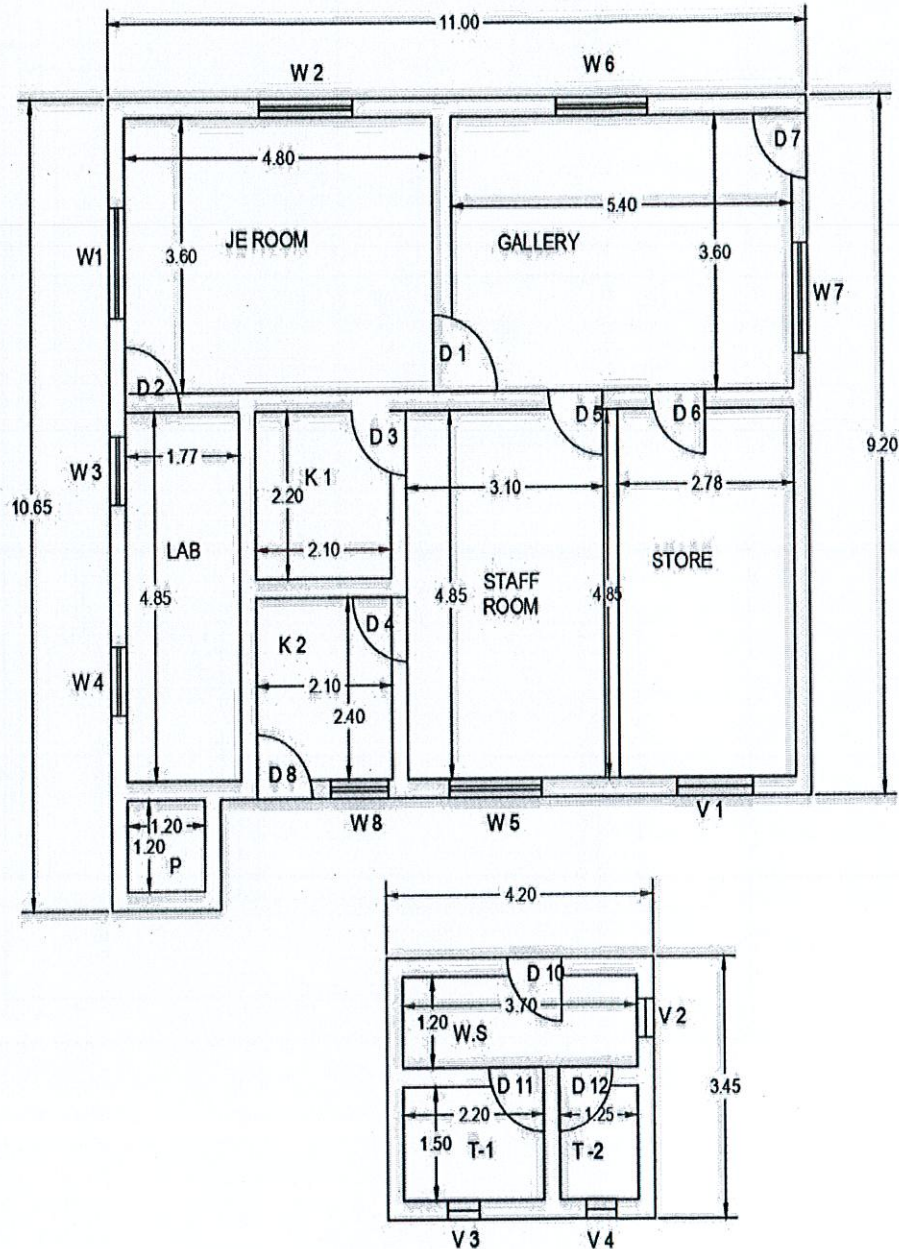 11.00
W 2
W 6
D 7
4.80
5.40
JE ROOM
GALLERY
3.60
3.60
W1
W 7
D 1
D 2
D 5
D 6
D 3
W 3
1.77
K 1
2.20
3.10
2.78
9.20
10.65
LAB
2.10
STAFF
ROOM
STORE
4.85
4.85
4.85
D 4
K 2
W4
2.10
2.40
D 8
W 8
W 5
V 1
1.20
1.20
P
4.20
D 10
3.70
V 2
1.20
W.S
D 11
D 12
3.45
2.20
1.25
1.50
T-1
T -2
V 3
V 4